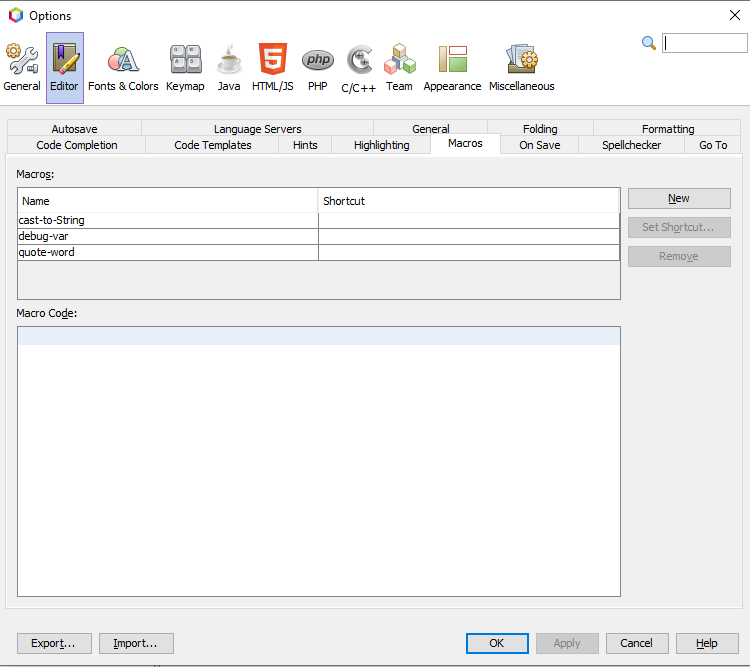 Options
General Editor Fonts & Colors Keymap Java HTML/JS PHP C/C++ Team Appearance Miscellaneous
Autosave Language Servers General Folding Formatting
Code Completion Code Templates Hints Highlighting Macros On Save Spellchecker Go To
Macros:
Name Shortcut New
cast-to-String Set Shortcut...
debug-var
quote-word Remove
Macro Code:
Export... Import... OK Apply Cancel Help